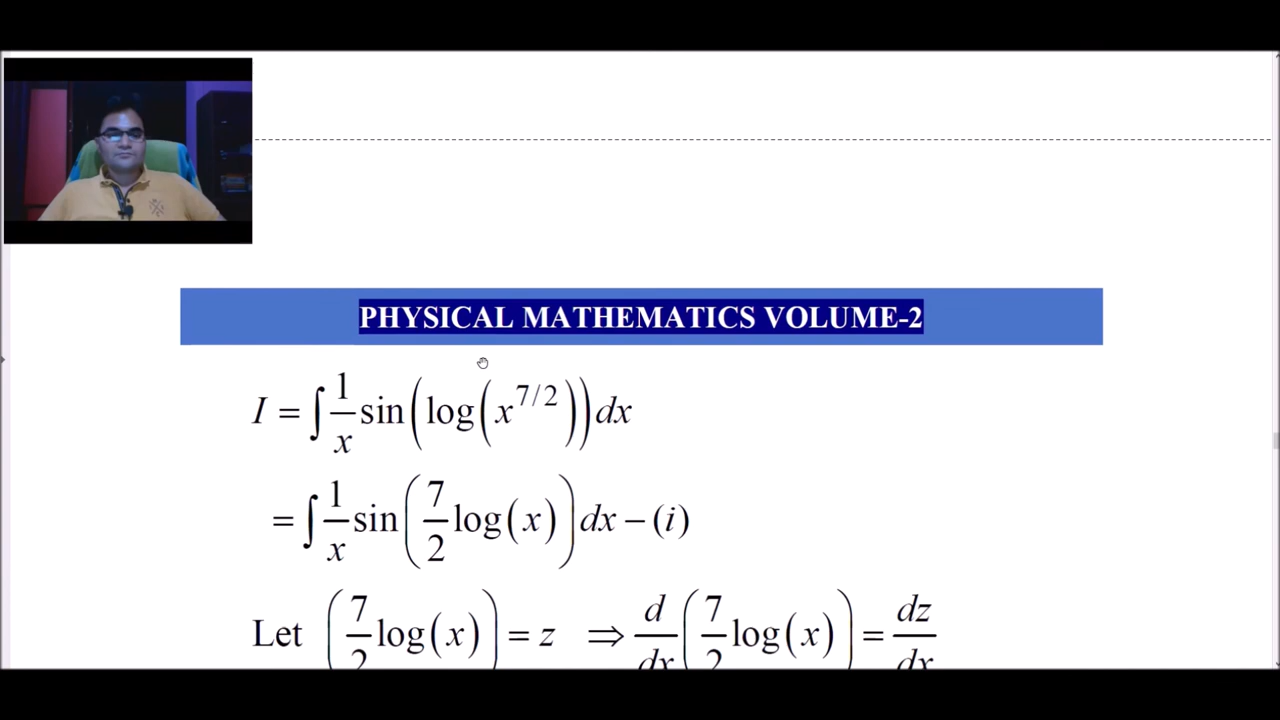 PHYSICAL MATHEMATICS VOLUME-2
I = ∫ 1/x sin(log(x^{7/2})) dx
= ∫ 1/x sin(7/2 log(x)) dx − (i)
Let (7/2 log(x)) = z ⇒ d/dx (7/2 log(x)) = dz/dx